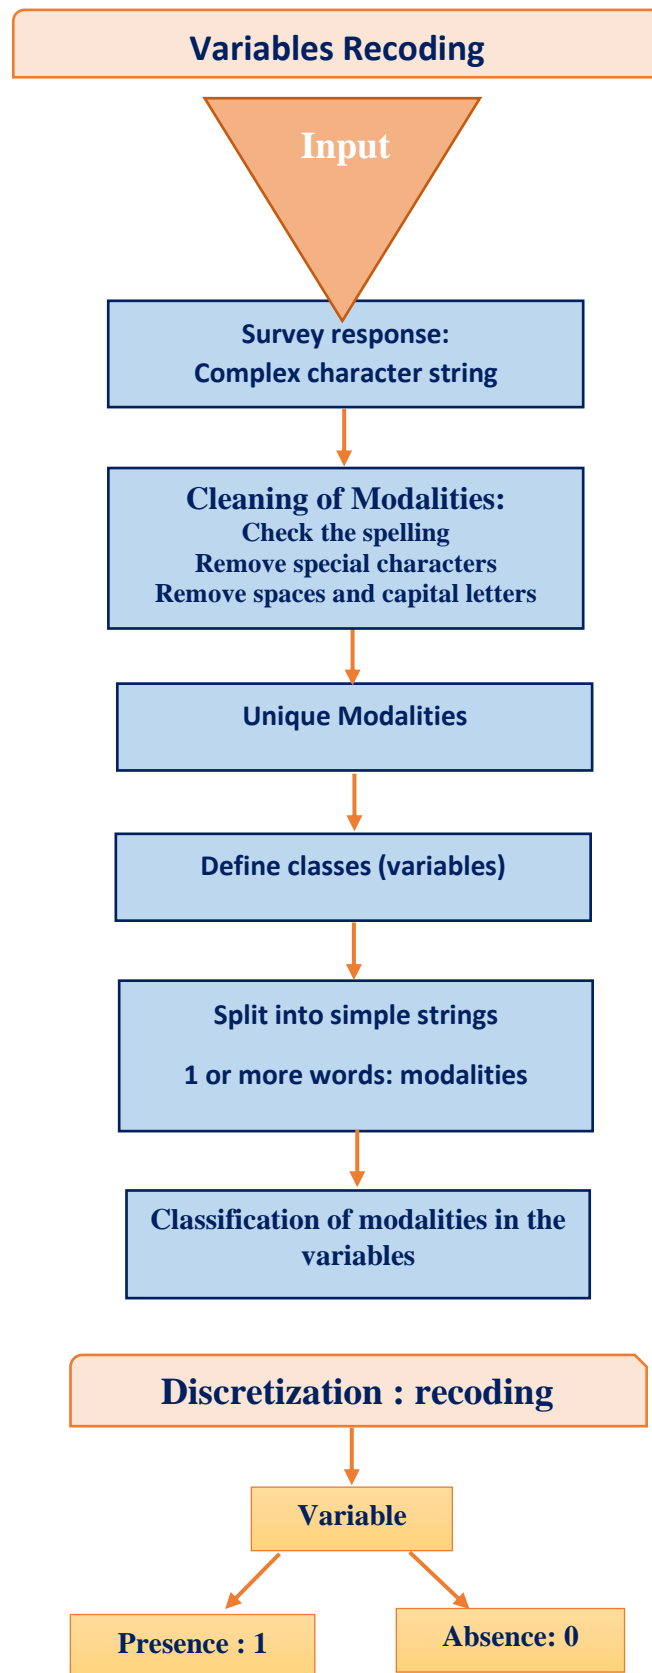 Variables Recoding
Input
Survey response:
Complex character string
Cleaning of Modalities:
Check the spelling
Remove special characters
Remove spaces and capital letters
Unique Modalities
Define classes (variables)
Split into simple strings
1 or more words: modalities
Classification of modalities in the
variables
Discretization : recoding
Variable
Presence : 1
Absence: 0